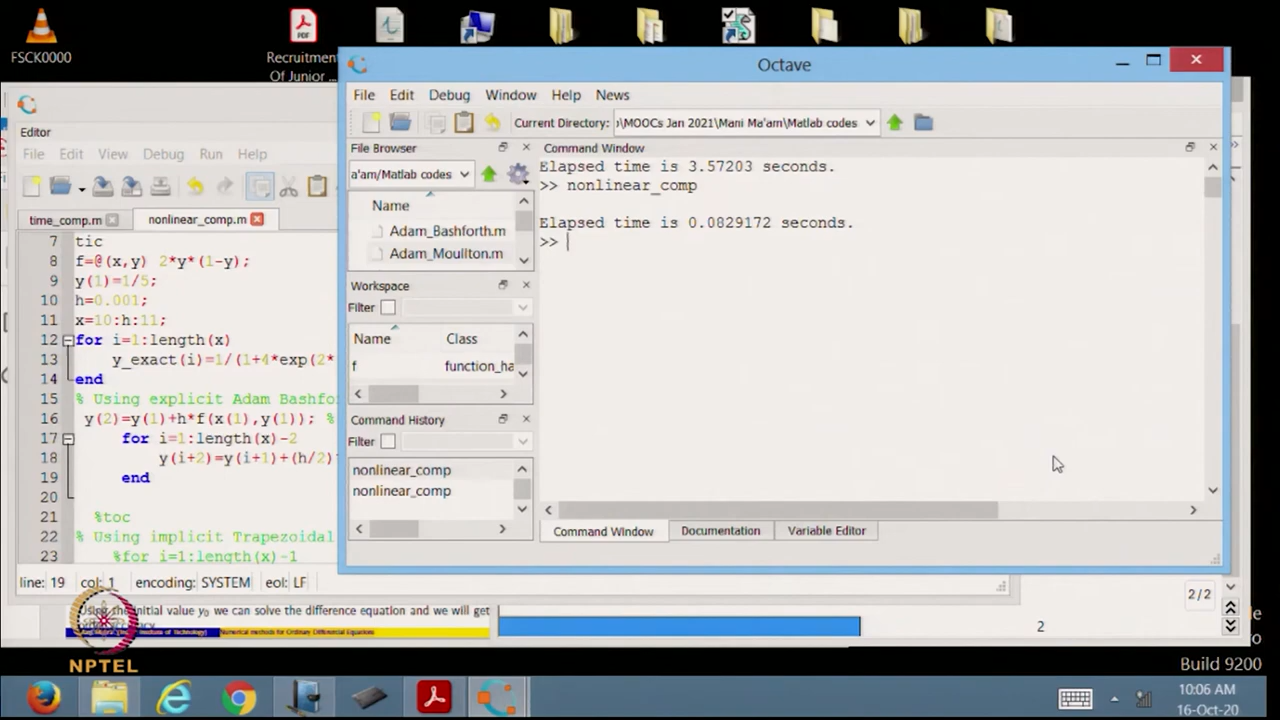 FSCK0000
Recruitment
Of Junior ...
Octave
File Edit Debug Window Help News
Current Directory: ›\MOOCs Jan 2021\Mani Ma'am\Matlab codes
File Browser
a'am/Matlab codes
Name
Adam_Bashforth.m
Adam_Moullton.m
Workspace
Filter
Name Class
f function_ha
Command History
Filter
nonlinear_comp
nonlinear_comp
Command Window
Elapsed time is 3.57203 seconds.
>> nonlinear_comp
Elapsed time is 0.0829172 seconds.
>>
Command Window Documentation Variable Editor
Editor
File Edit View Debug Run Help
time_comp.m nonlinear_comp.m
7 tic
8 f=@(x,y) 2*y*(1-y);
9 y(1)=1/5;
10 h=0.001;
11 x=10:h:11;
12 for i=1:length(x)
13 y_exact(i)=1/(1+4*exp(2*
14 end
15 % Using explicit Adam Bashfo
16 y(2)=y(1)+h*f(x(1),y(1)); %
17 for i=1:length(x)-2
18 y(i+2)=y(i+1)+(h/2)
19 end
20
21 %toc
22 % Using implicit Trapezoidal
23 %for i=1:length(x)-1
line: 19 col: 1 encoding: SYSTEM eol: LF
2/2
Using the initial value y₀ we can solve the difference equation and we will get
Numerical methods for Ordinary Differential Equations
2
NPTEL
Build 9200
10:06 AM
16-Oct-20